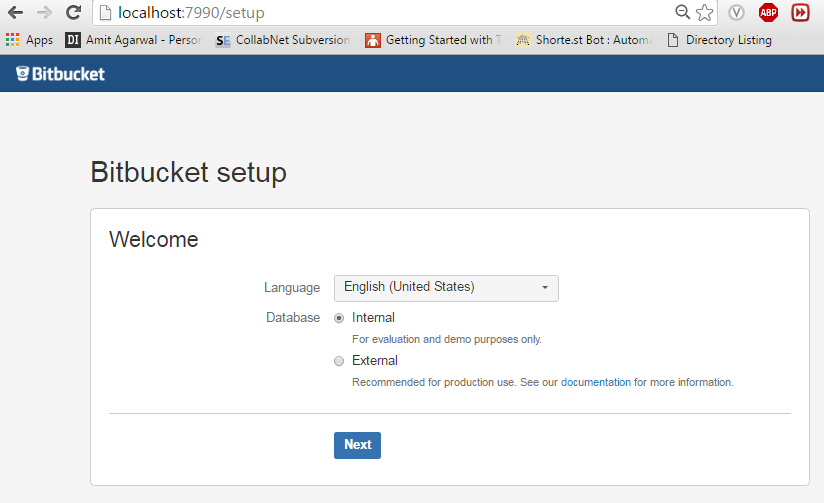 localhost:7990/setup
ABP
Apps DI Amit Agarwal - Person SE CollabNet Subversion Getting Started with T Shorte.st Bot : Automa Directory Listing
Bitbucket
Bitbucket setup
Welcome
Language English (United States)
Database Internal
For evaluation and demo purposes only.
External
Recommended for production use. See our documentation for more information.
Next